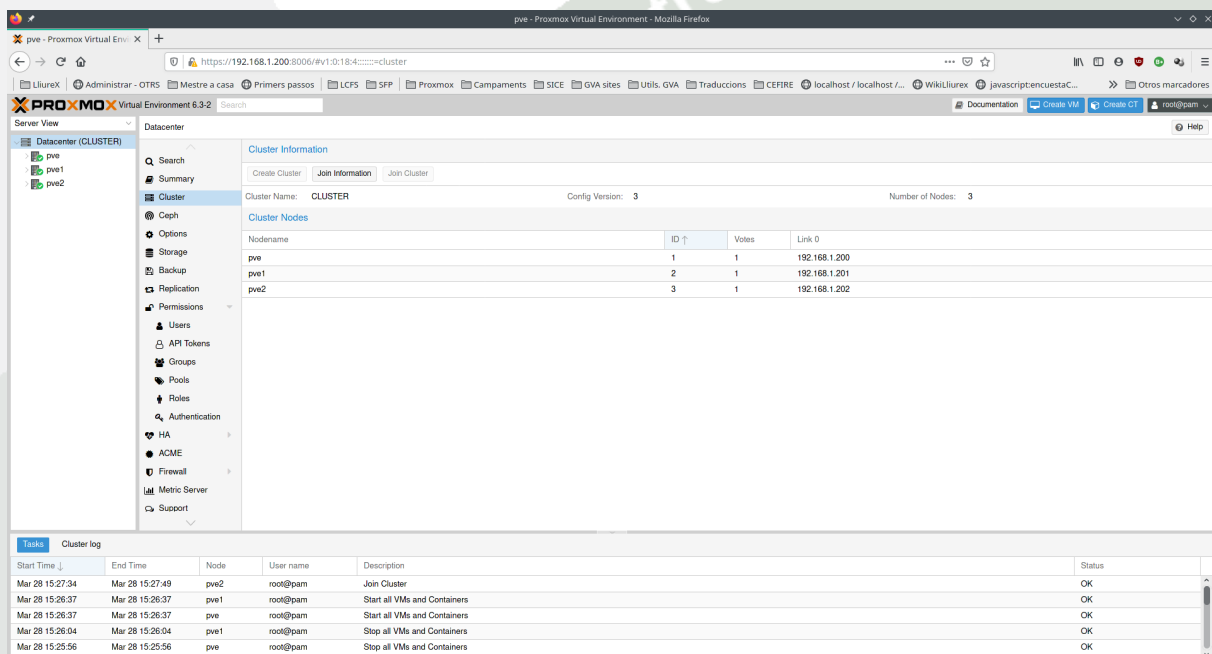 pve - Proxmox Virtual Environment - Mozilla Firefox
pve - Proxmox Virtual Envi
https://192.168.1.200:8006/#v1:0:18:4:::::::=cluster
LliureX Administrar - OTRS Mestre a casa Primers passos LCFS SFP Proxmox Campaments SICE GVA sites Utils. GVA Traduccions CEFIRE localhost / localhost /... WikiLliurex javascript:encuestaC... Otros marcadores
PROXMOX Virtual Environment 6.3-2 Search Documentation Create VM Create CT root@pam
Server View
Datacenter (CLUSTER)
pve
pve1
pve2
Datacenter Help
Search
Summary
Cluster
Ceph
Options
Storage
Backup
Replication
Permissions
Users
API Tokens
Groups
Pools
Roles
Authentication
HA
ACME
Firewall
Metric Server
Support
Cluster Information
Create Cluster Join Information Join Cluster
Cluster Name: CLUSTER Config Version: 3 Number of Nodes: 3
Cluster Nodes
Nodename ID Votes Link 0
pve 1 1 192.168.1.200
pve1 2 1 192.168.1.201
pve2 3 1 192.168.1.202
Tasks Cluster log
Start Time End Time Node User name Description Status
Mar 28 15:27:34 Mar 28 15:27:49 pve2 root@pam Join Cluster OK
Mar 28 15:26:37 Mar 28 15:26:37 pve1 root@pam Start all VMs and Containers OK
Mar 28 15:26:37 Mar 28 15:26:37 pve root@pam Start all VMs and Containers OK
Mar 28 15:26:04 Mar 28 15:26:04 pve1 root@pam Stop all VMs and Containers OK
Mar 28 15:25:56 Mar 28 15:25:56 pve root@pam Stop all VMs and Containers OK